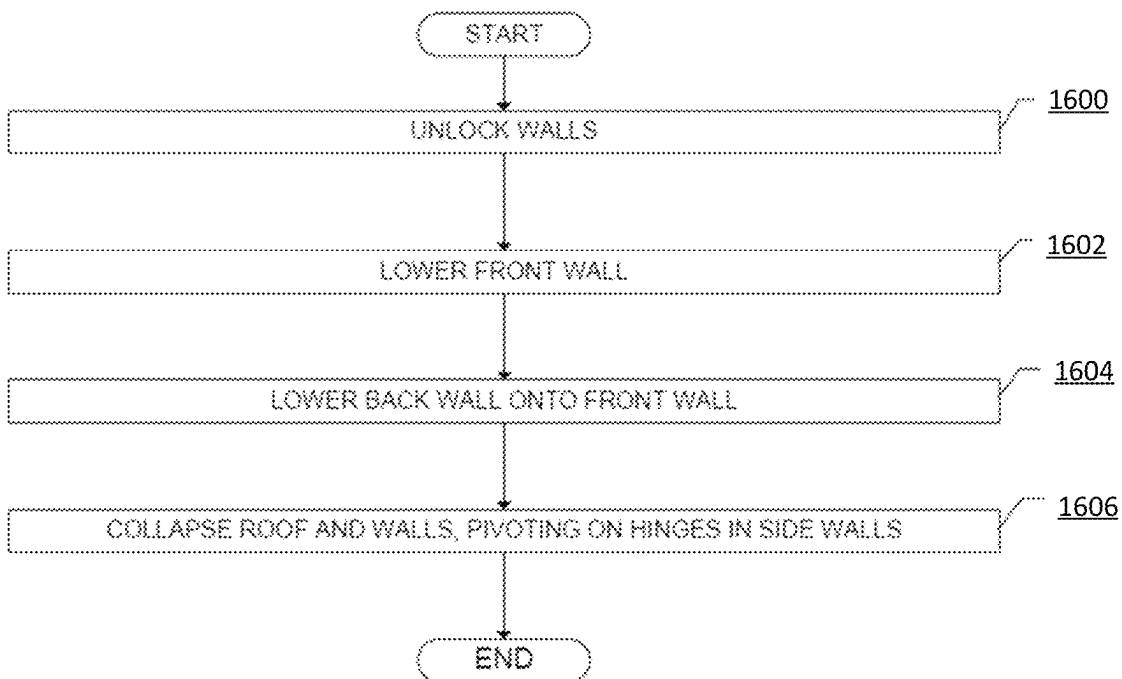 START
1600
UNLOCK WALLS
1602
LOWER FRONT WALL
1604
LOWER BACK WALL ONTO FRONT WALL
1606
COLLAPSE ROOF AND WALLS, PIVOTING ON HINGES IN SIDE WALLS
END